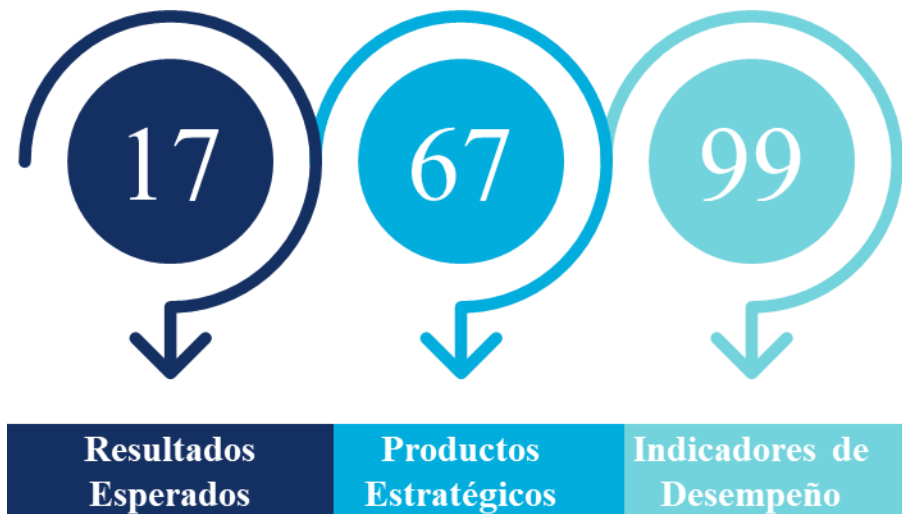 17
67
99
Resultados
Esperados
Productos
Estratégicos
Indicadores de
Desempeño